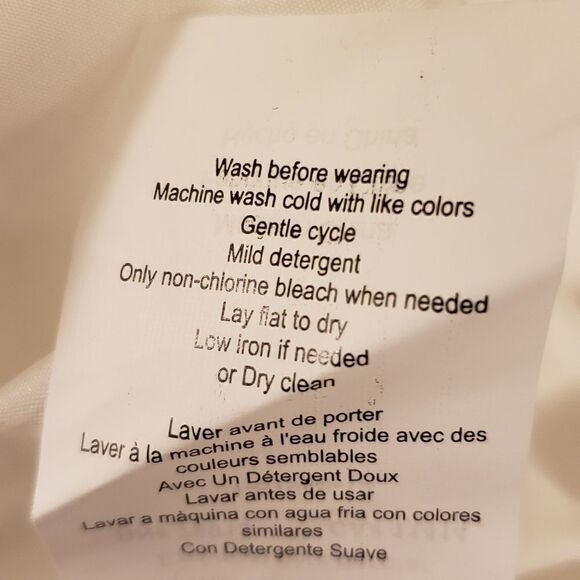 Wash before wearing
Machine wash cold with like colors
Gentle cycle
Mild detergent
Only non-chlorine bleach when needed
Lay flat to dry
Low iron if needed
or Dry clean
Laver avant de porter
Laver à la machine à l'eau froide avec des
couleurs semblables
Avec Un Détergent Doux
Lavar antes de usar
Lavar a màquina con agua fria con colores
similares
Con Detergente Suave